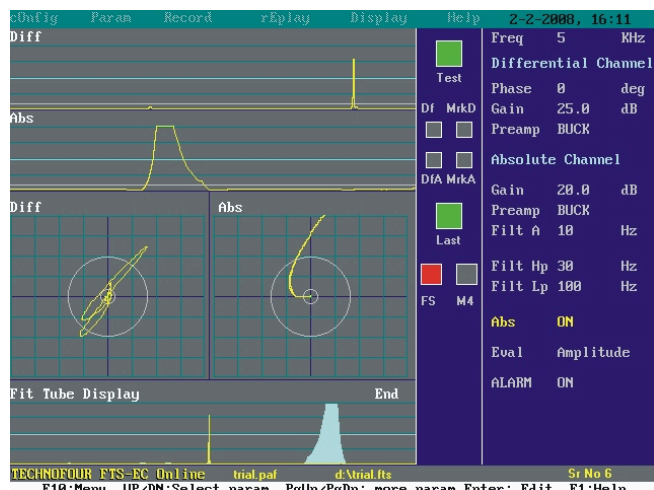 cOnfig Param Record rEplay Display Help 2-2-2008, 16:11
Diff
Freq 5 KHz
Differential Channel
Test
Phase 0 deg
Df MrkD
Gain 25.0 dB
Abs
Preamp BUCK
Absolute Channel
DfA MrkA
Gain 20.0 dB
Diff Abs
Preamp BUCK
Filt A 10 Hz
Last
Filt Hp 30 Hz
Filt Lp 100 Hz
FS M4
Abs ON
Eval Amplitude
ALARM ON
Fit Tube Display End
TECHNOFOUR FTS-EC Online trial.paf d:\trial.fts Sr No 6
F10:Menu UP/DN:Select param PgUp/PgDn: more param Enter: Edit F1:Help